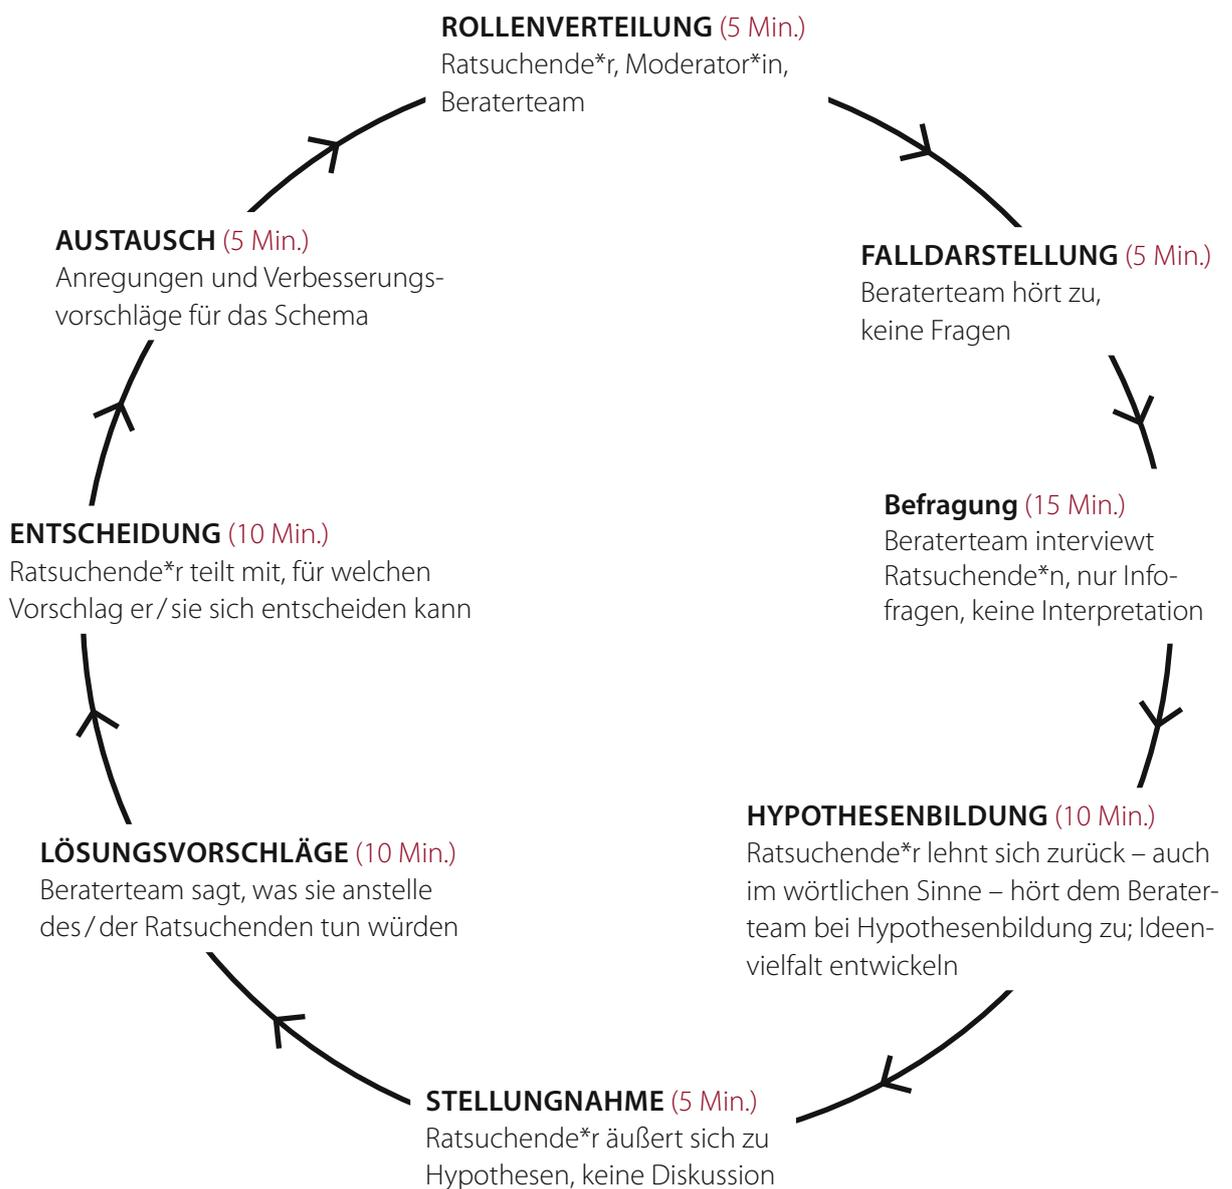 ROLLENVERTEILUNG (5 Min.)
Ratsuchende*r, Moderator*in,
Beraterteam
FALLDARSTELLUNG (5 Min.)
Beraterteam hört zu,
keine Fragen
Befragung (15 Min.)
Beraterteam interviewt
Ratsuchende*n, nur Info-
fragen, keine Interpretation
HYPOTHESENBILDUNG (10 Min.)
Ratsuchende*r lehnt sich zurück – auch
im wörtlichen Sinne – hört dem Berater-
team bei Hypothesenbildung zu; Ideen-
vielfalt entwickeln
STELLUNGNAHME (5 Min.)
Ratsuchende*r äußert sich zu
Hypothesen, keine Diskussion
LÖSUNGSVORSCHLÄGE (10 Min.)
Beraterteam sagt, was sie anstelle
des / der Ratsuchenden tun würden
ENTSCHEIDUNG (10 Min.)
Ratsuchende*r teilt mit, für welchen
Vorschlag er / sie sich entscheiden kann
AUSTAUSCH (5 Min.)
Anregungen und Verbesserungs-
vorschläge für das Schema